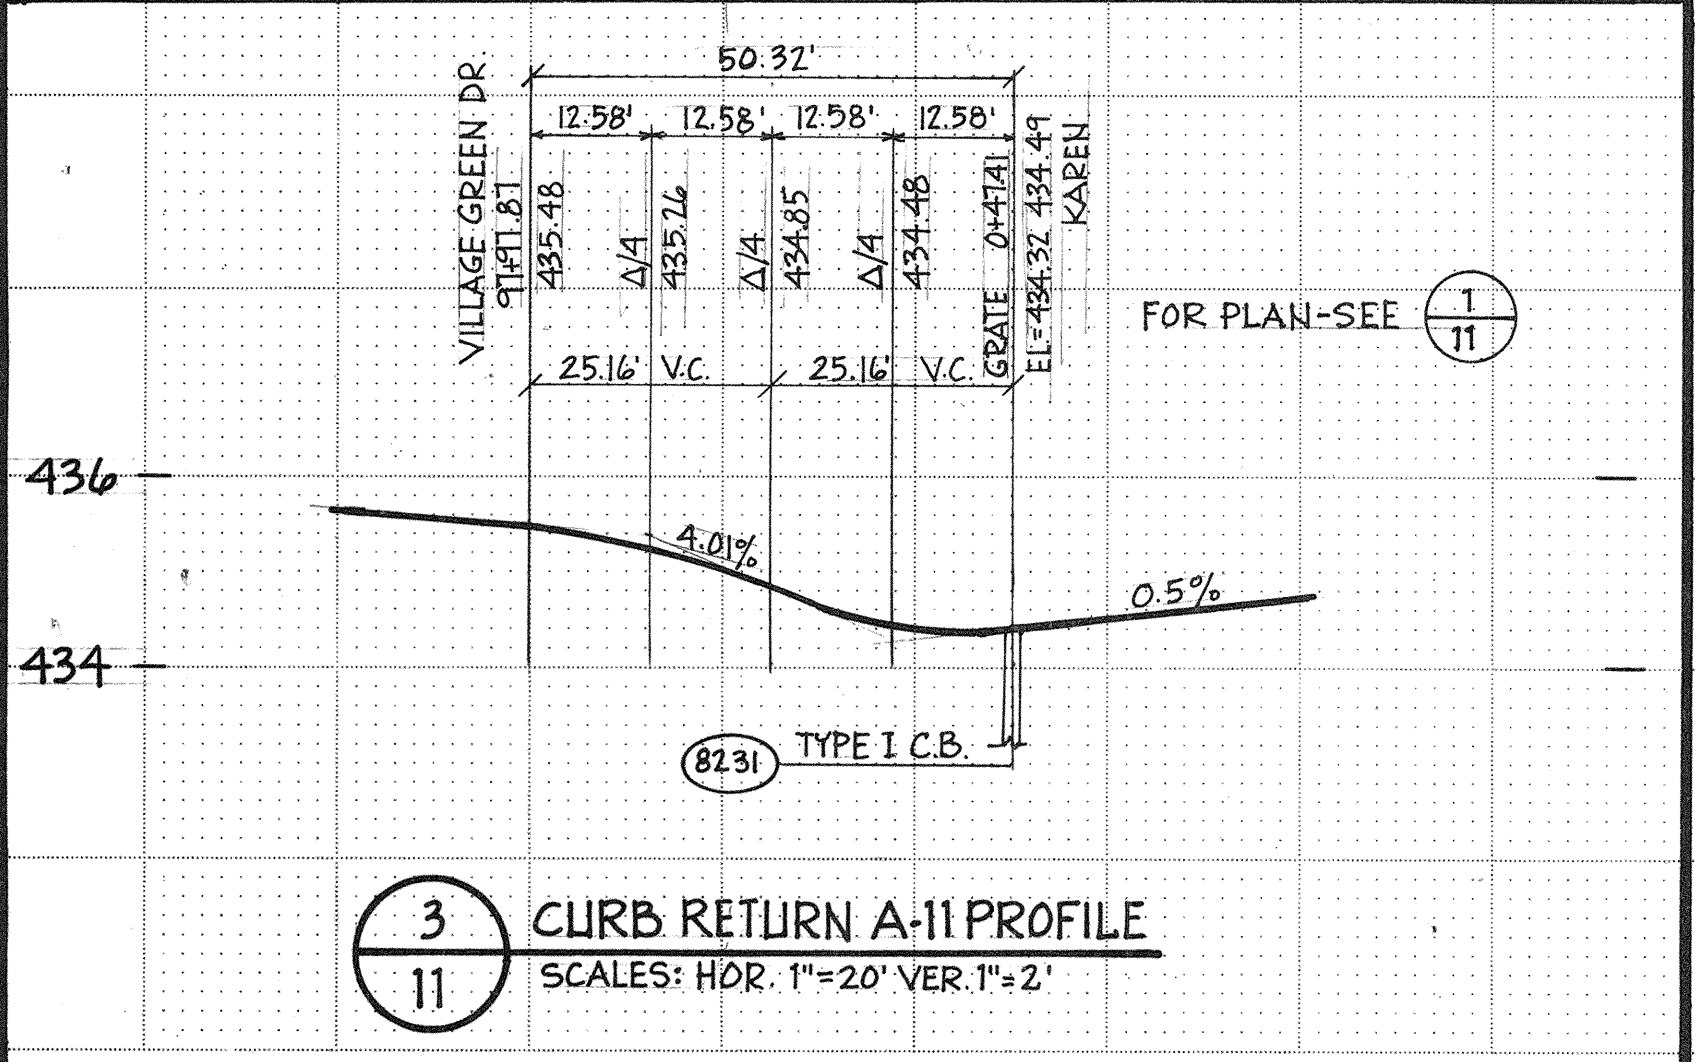 50.32'
12.58' 12.58' 12.58' 12.58'
VILLAGE GREEN DR.
97+97.87
435.48
Δ/4
435.26
Δ/4
434.85
Δ/4
434.48
GRATE 0+47.41
EL.=434.32 434.49
KAREN
25.16' V.C. 25.16' V.C.
FOR PLAN-SEE 1
11
436
4.01%
0.5%
434
8231 TYPE I C.B.
3
11
CURB RETURN A-11 PROFILE
SCALES: HOR. 1"=20' VER. 1"=2'